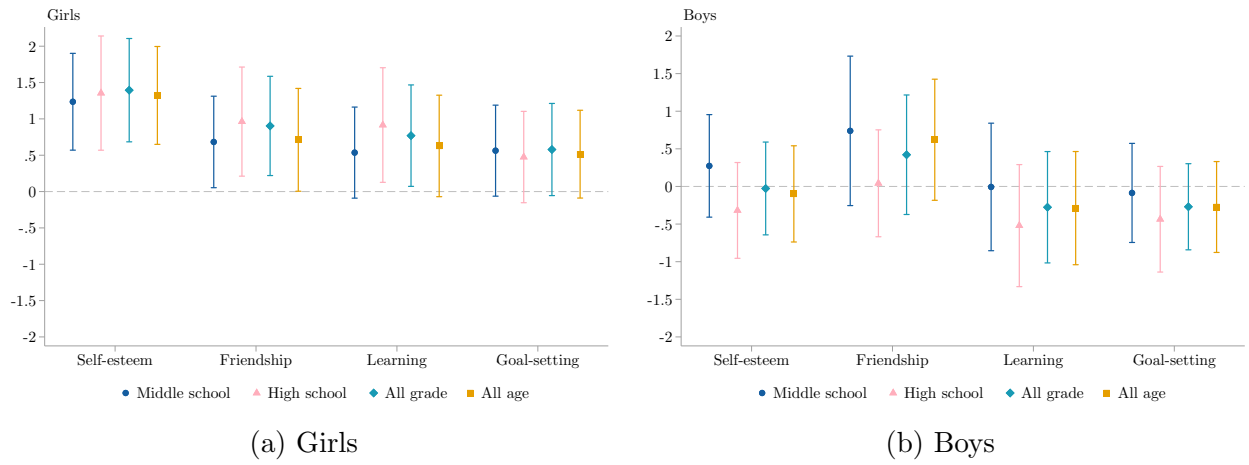 Girls
2
1.5
1
.5
0
-.5
-1
-1.5
-2
Self-esteem Friendship Learning Goal-setting
Middle school High school All grade All age
(a) Girls
Boys
2
1.5
1
.5
0
-.5
-1
-1.5
-2
Self-esteem Friendship Learning Goal-setting
Middle school High school All grade All age
(b) Boys